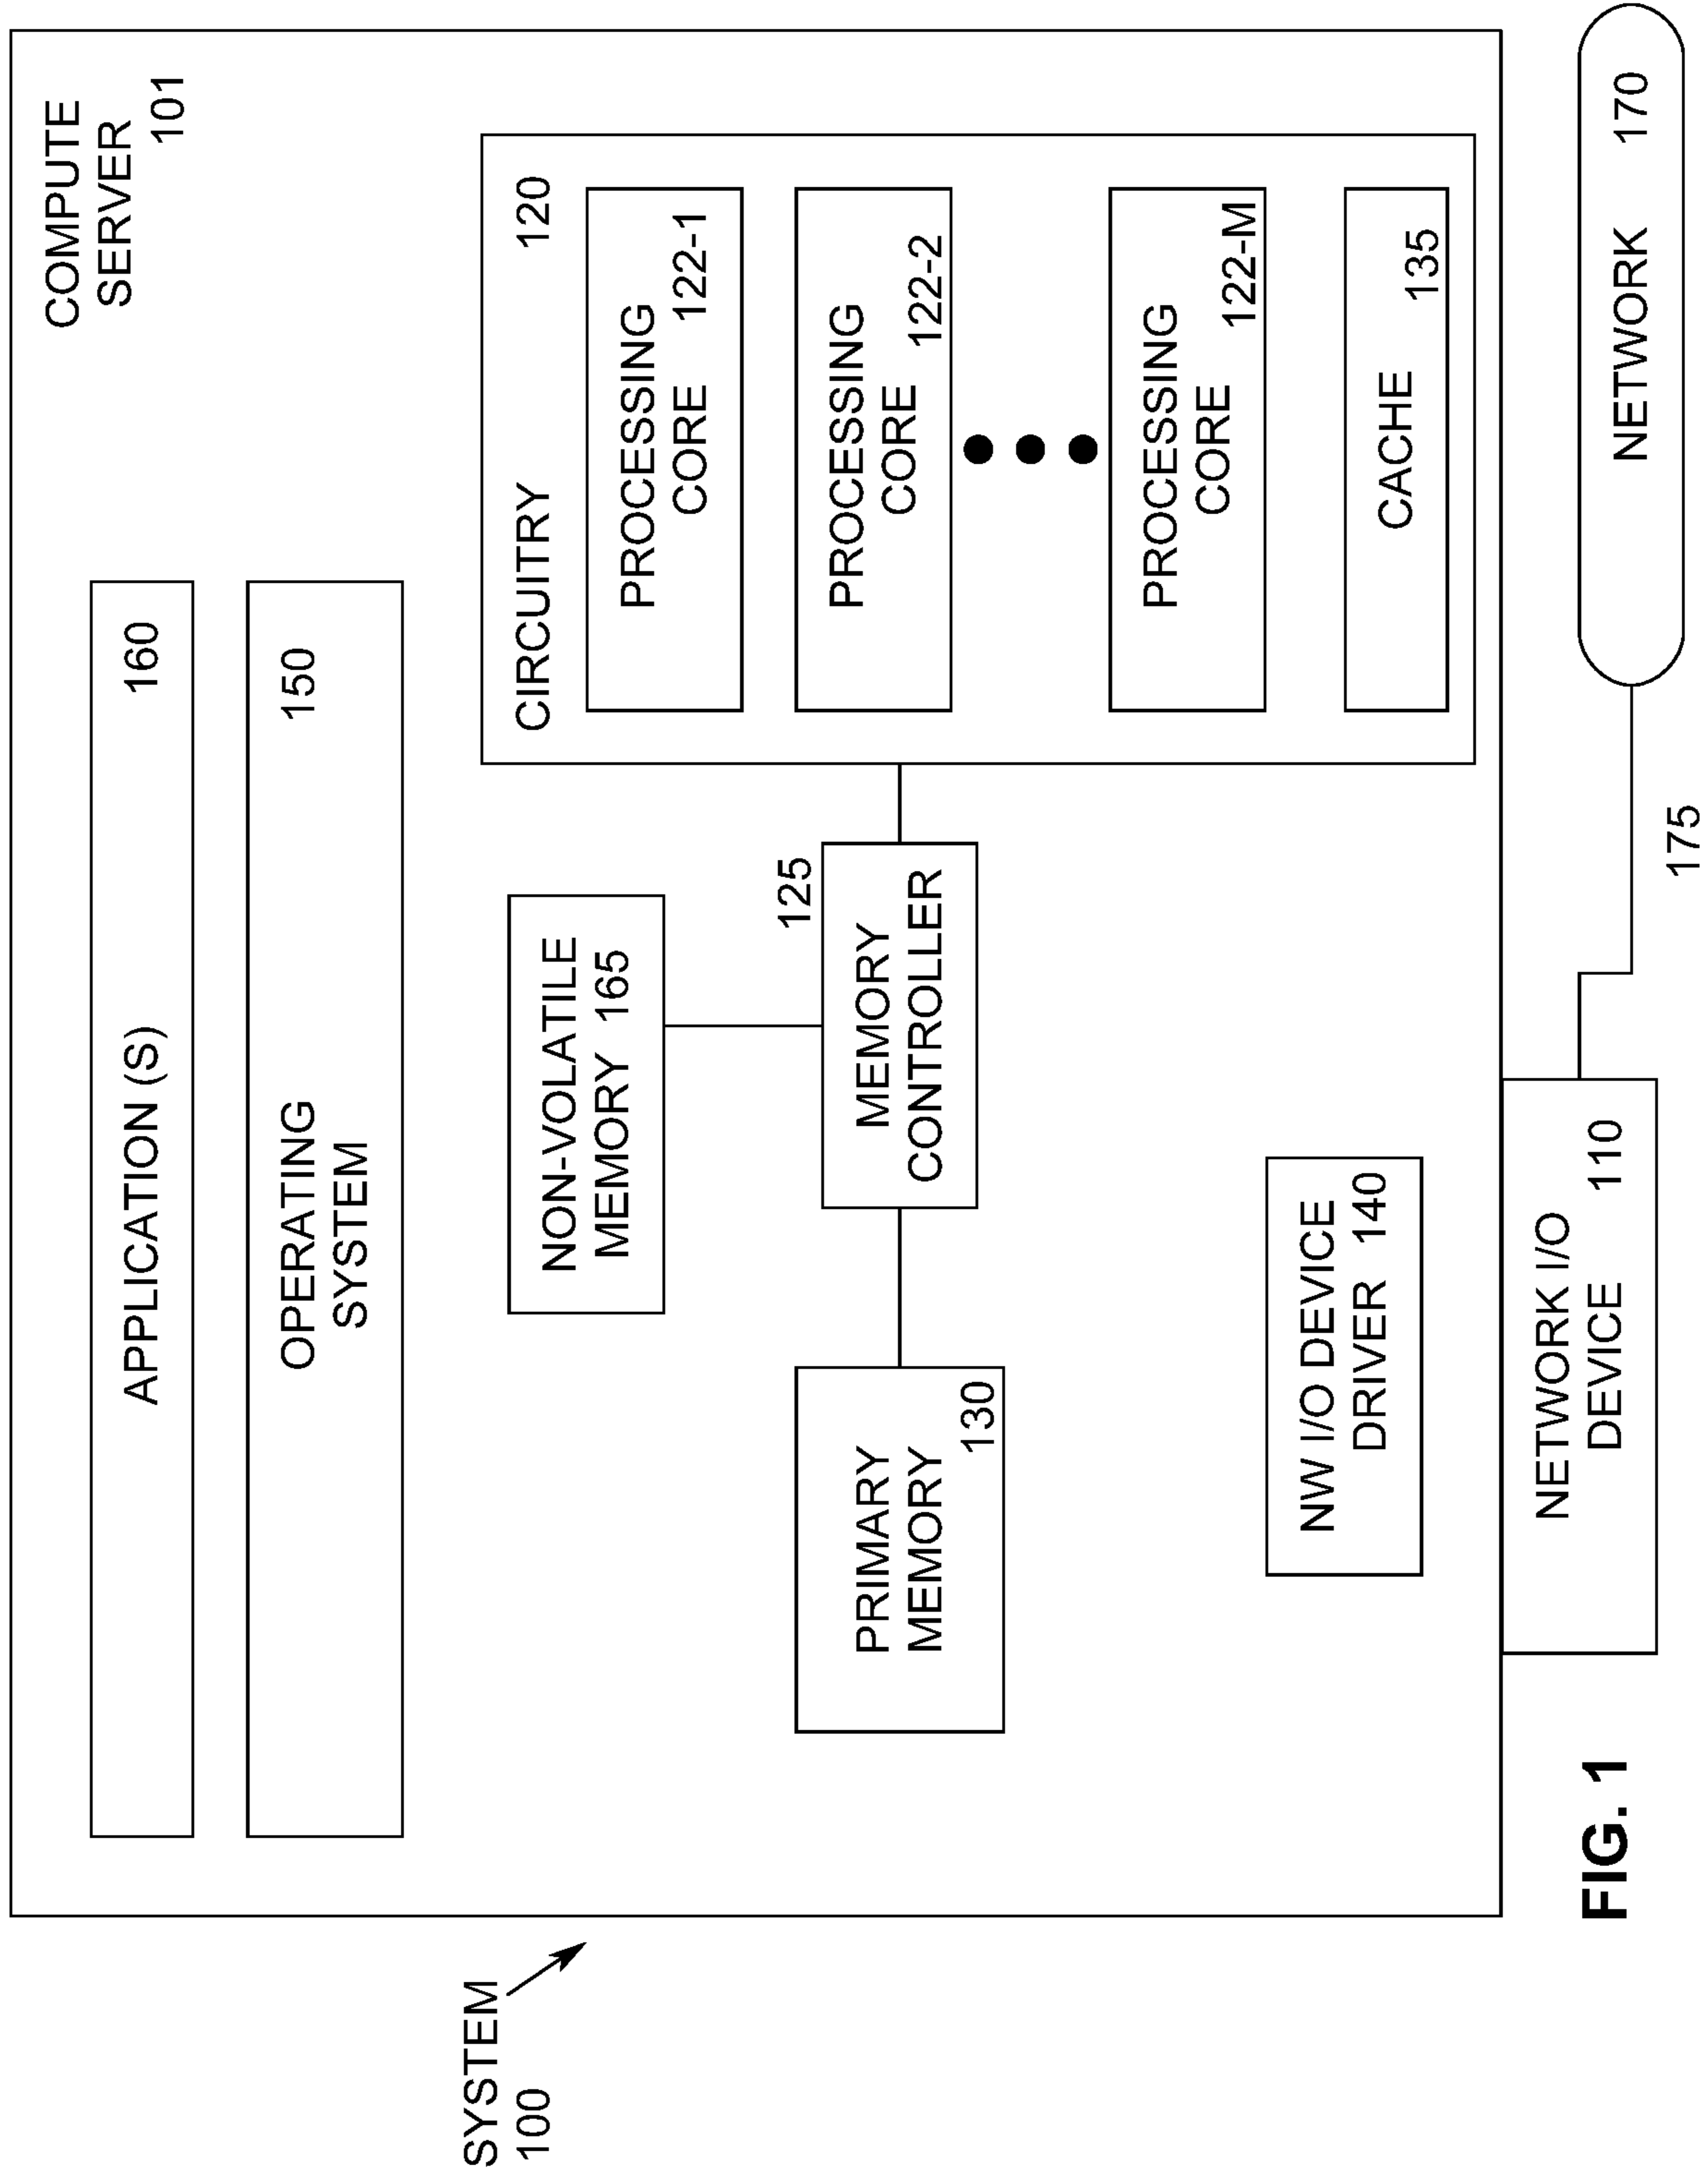 SYSTEM
100
COMPUTE
SERVER
101
APPLICATION (S) 160
OPERATING 150
SYSTEM
NON-VOLATILE
MEMORY 165
CIRCUITRY 120
PROCESSING
CORE 122-1
PROCESSING
CORE 122-2
PROCESSING
CORE 122-M
CACHE 135
125
MEMORY
CONTROLLER
PRIMARY
MEMORY
130
NW I/O DEVICE
DRIVER 140
NETWORK I/O
DEVICE 110
NETWORK 170
175
FIG. 1